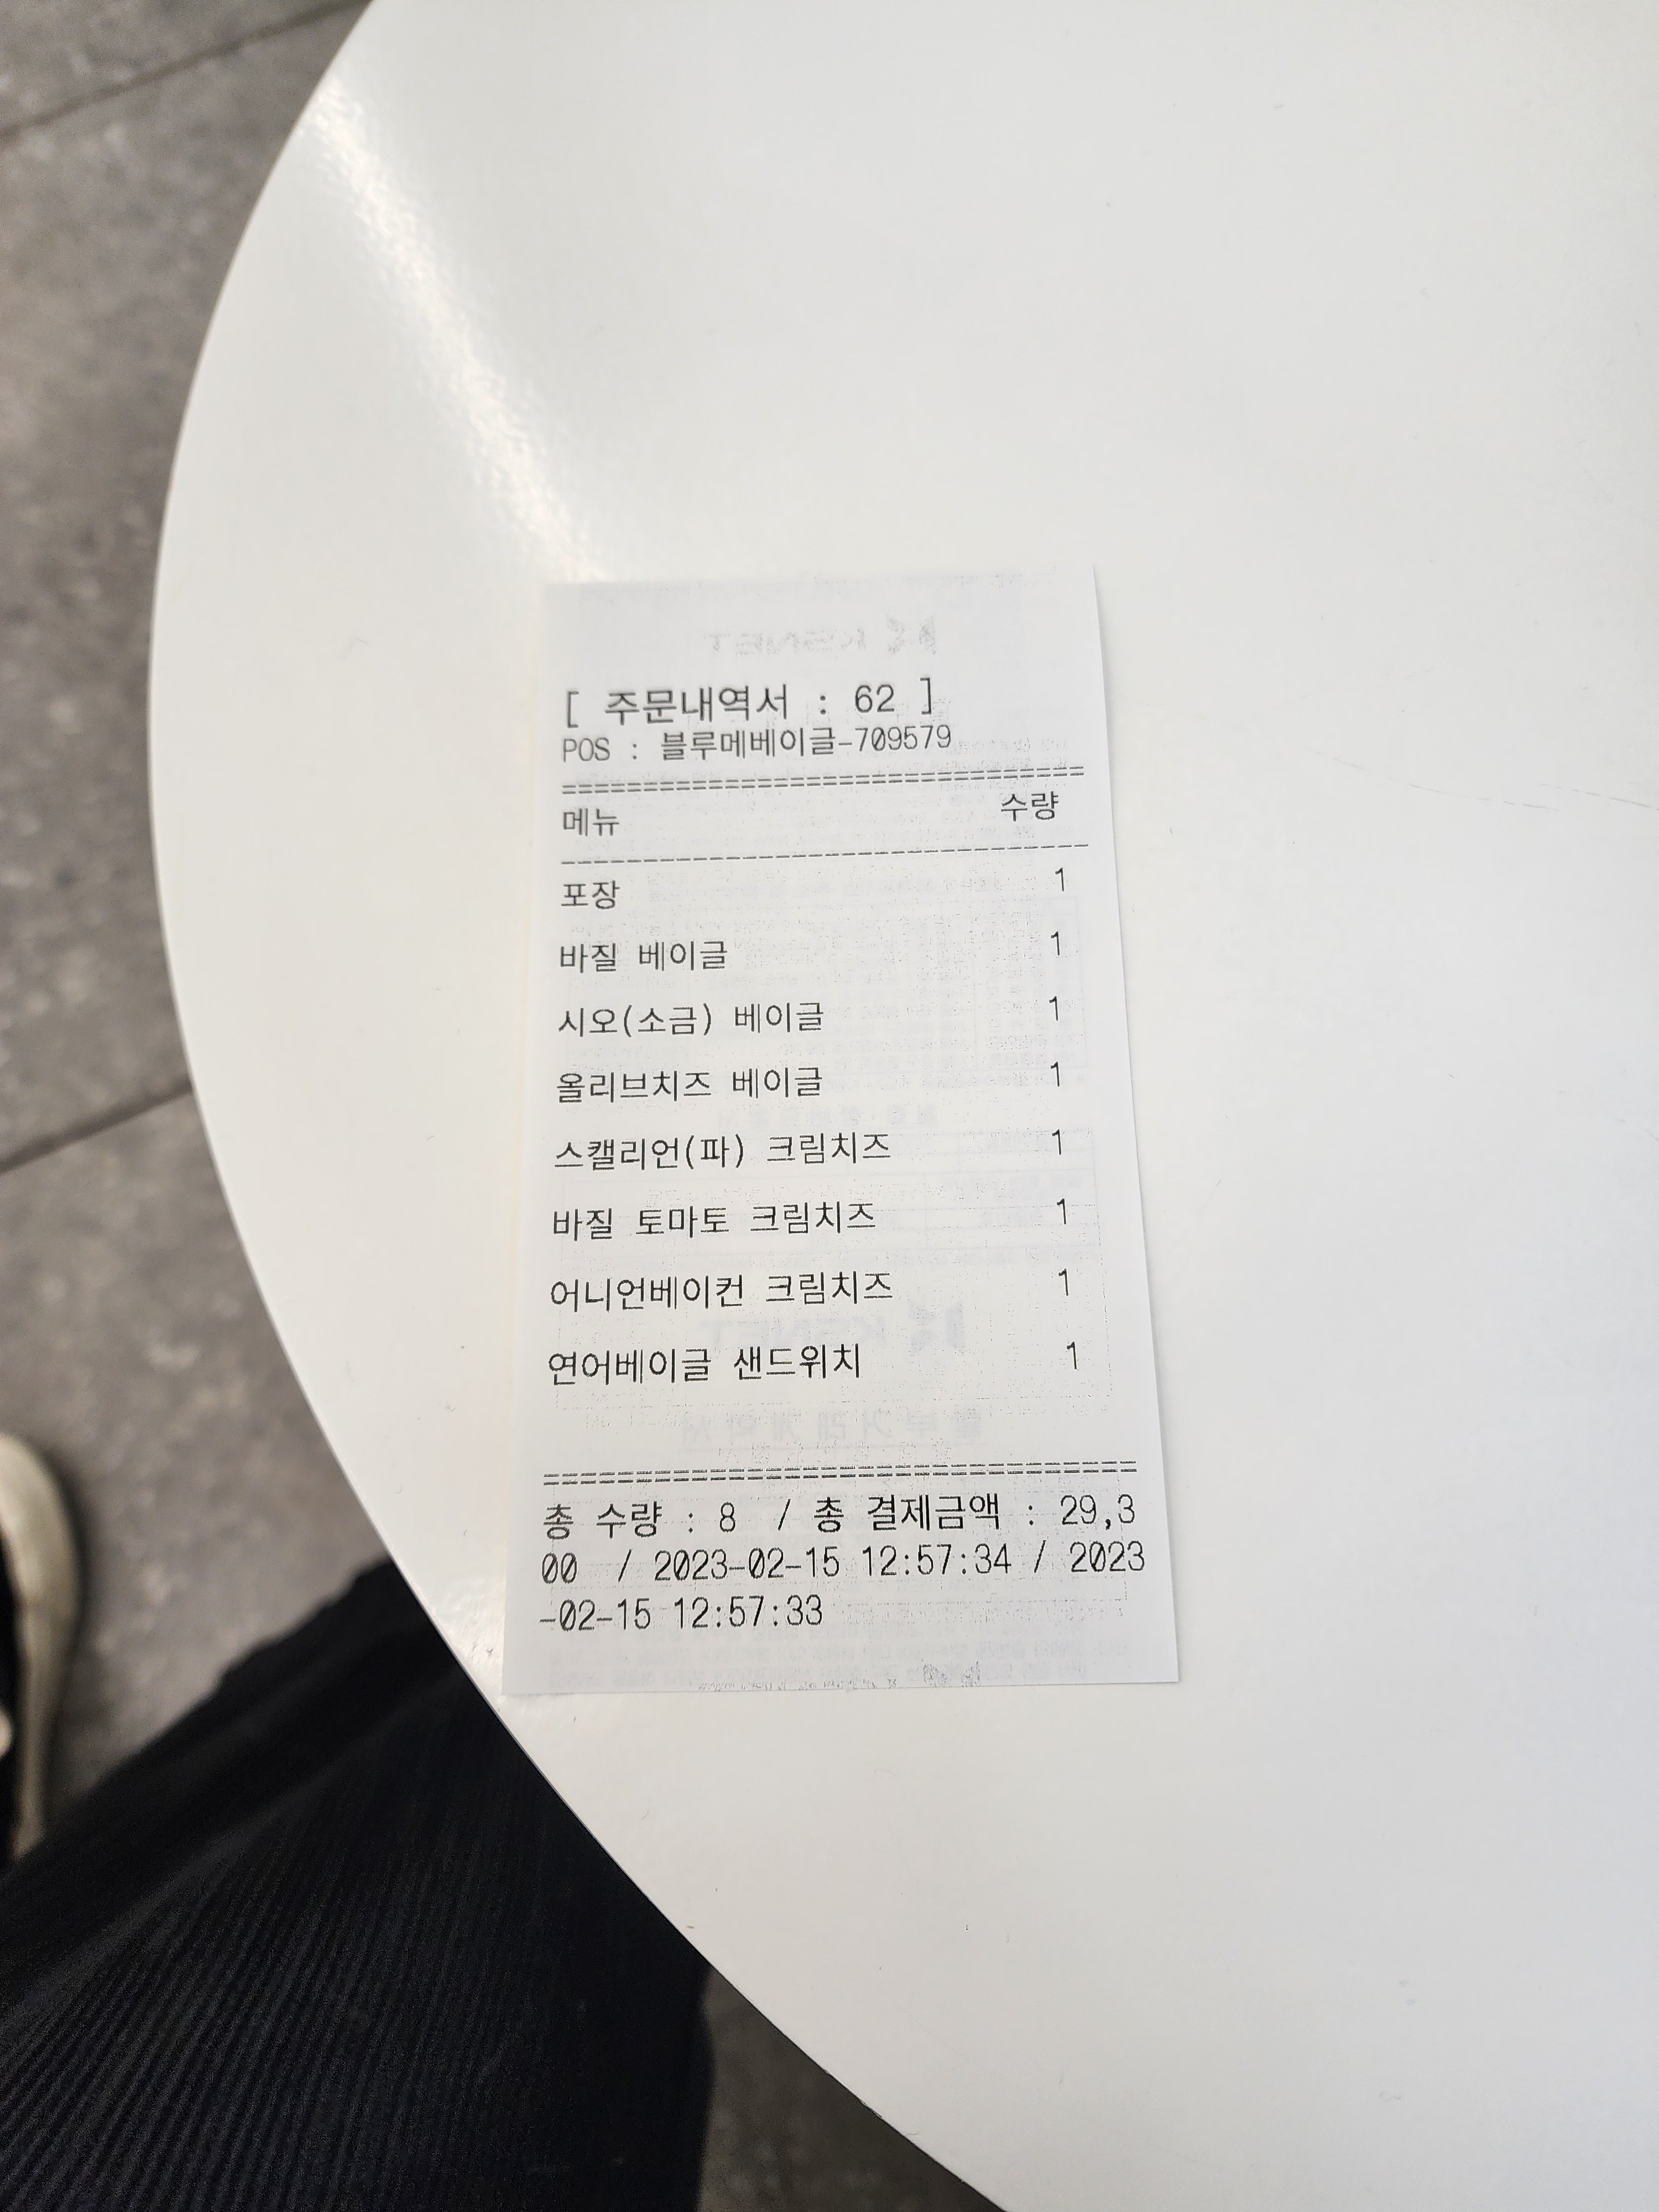 [ 주문내역서 : 62 ]
POS : 블루메베이글-709579
================================
메뉴 수량
--------------------------------
포장 1
바질 베이글 1
시오(소금) 베이글 1
올리브치즈 베이글 1
스캘리언(파) 크림치즈 1
바질 토마토 크림치즈 1
어니언베이컨 크림치즈 1
연어베이글 샌드위치 1
================================
총 수량 : 8 / 총 결제금액 : 29,3
00 / 2023-02-15 12:57:34 / 2023
-02-15 12:57:33